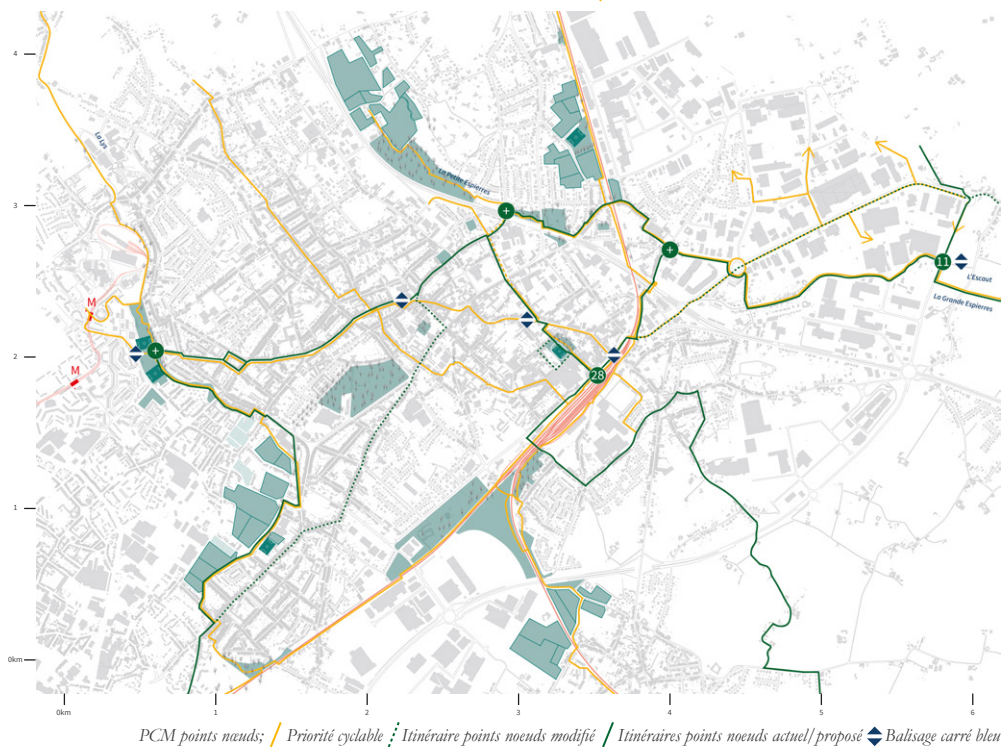 4
La Lys
La Petite Espierres
3
+
+
11
L'Escaut
La Grande Espierres
M
2
+
M
28
1
0km
0km
1
2
3
4
5
6
PCM points nœuds; Priorité cyclable Itinéraire points noeuds modifié Itinéraires points noeuds actuel/proposé Balisage carré bleu